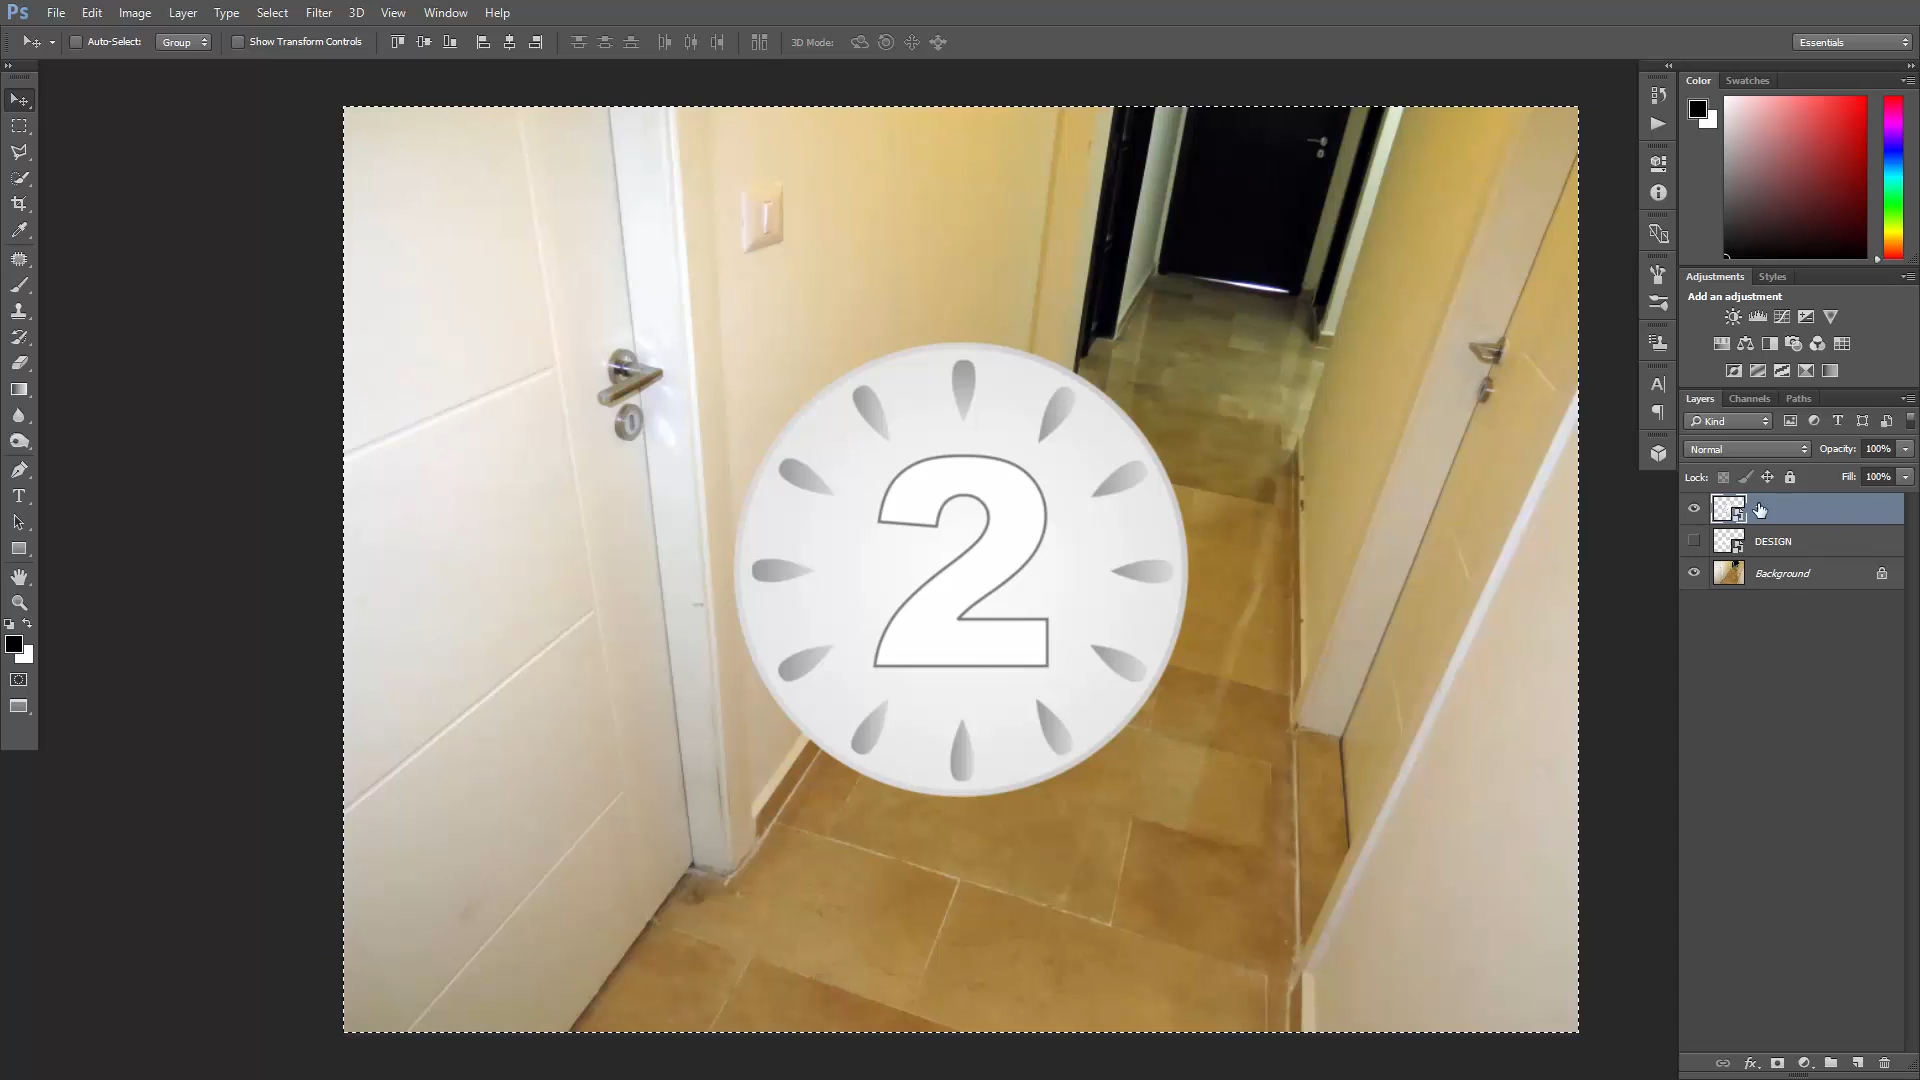 Ps File Edit Image Layer Type Select Filter 3D View Window Help
Auto-Select: Group Show Transform Controls 3D Mode: Essentials
Color Swatches
Adjustments Styles
Add an adjustment
Layers Channels Paths
Kind
Normal Opacity: 100%
Lock: Fill: 100%
DESIGN
Background
2